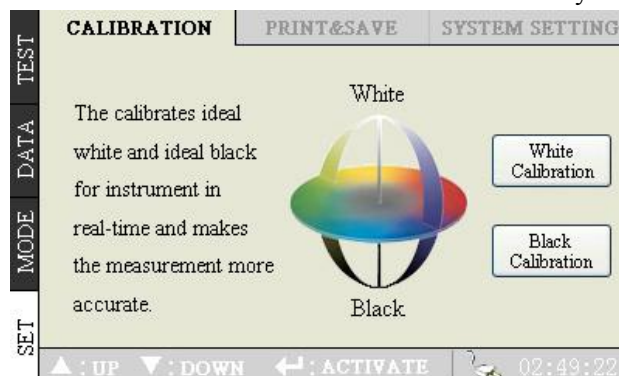 CALIBRATION PRINT&SAVE SYSTEM SETTING
TEST
DATA
MODE
SET
The calibrates ideal
white and ideal black
for instrument in
real-time and makes
the measurement more
accurate.
White
Black
White
Calibration
Black
Calibration
▲ : UP ▼ : DOWN ↵ : ACTIVATE 02:49:22